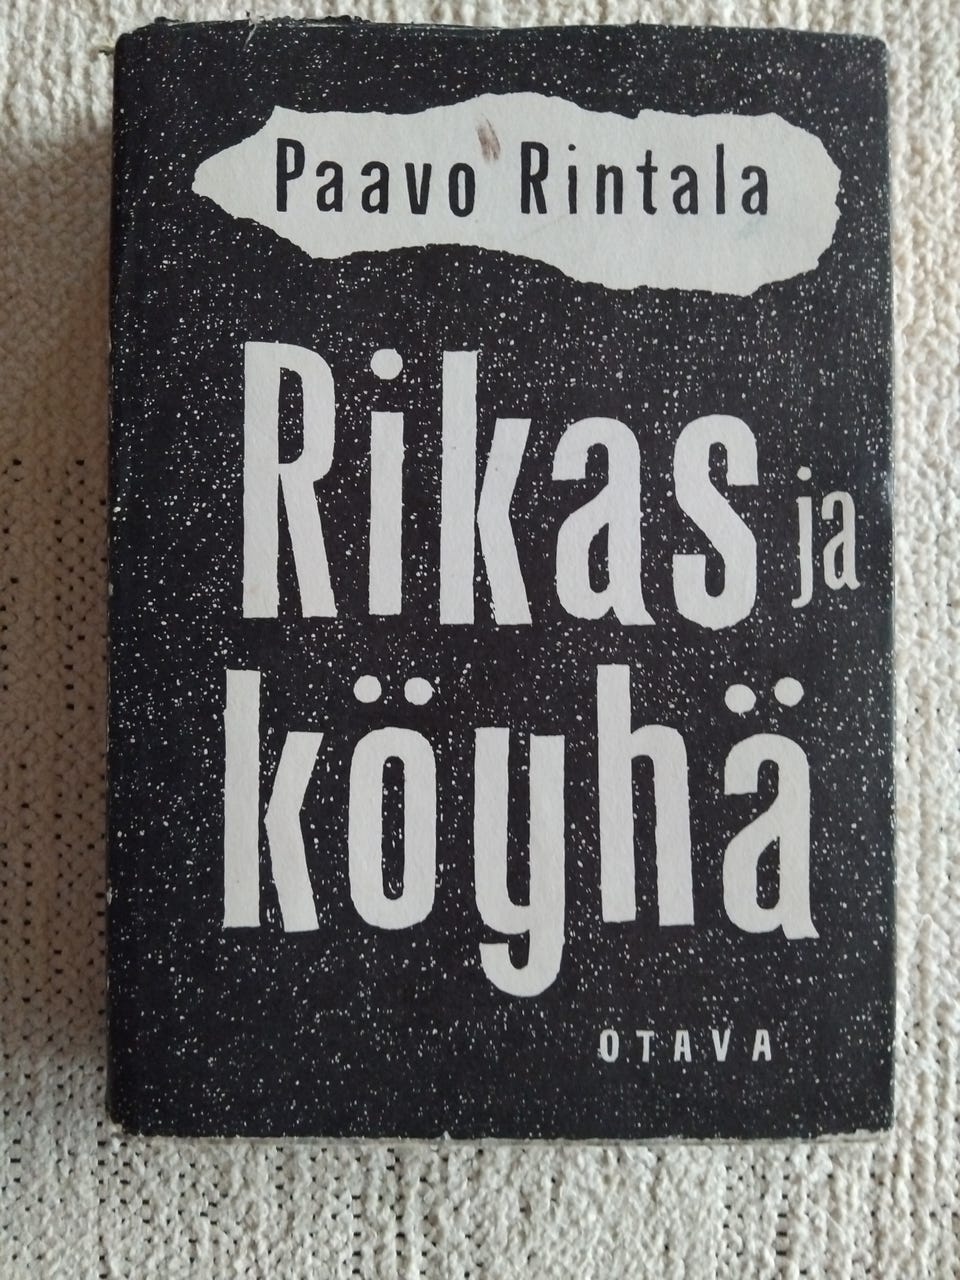 Paavo Rintala
Rikas ja
köyhä
OTAVA